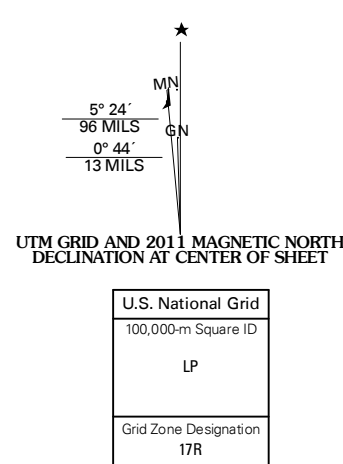 MN
5° 24´
96 MILS
GN
0° 44´
13 MILS
UTM GRID AND 2011 MAGNETIC NORTH
DECLINATION AT CENTER OF SHEET
U.S. National Grid
100,000-m Square ID
LP
Grid Zone Designation
17R